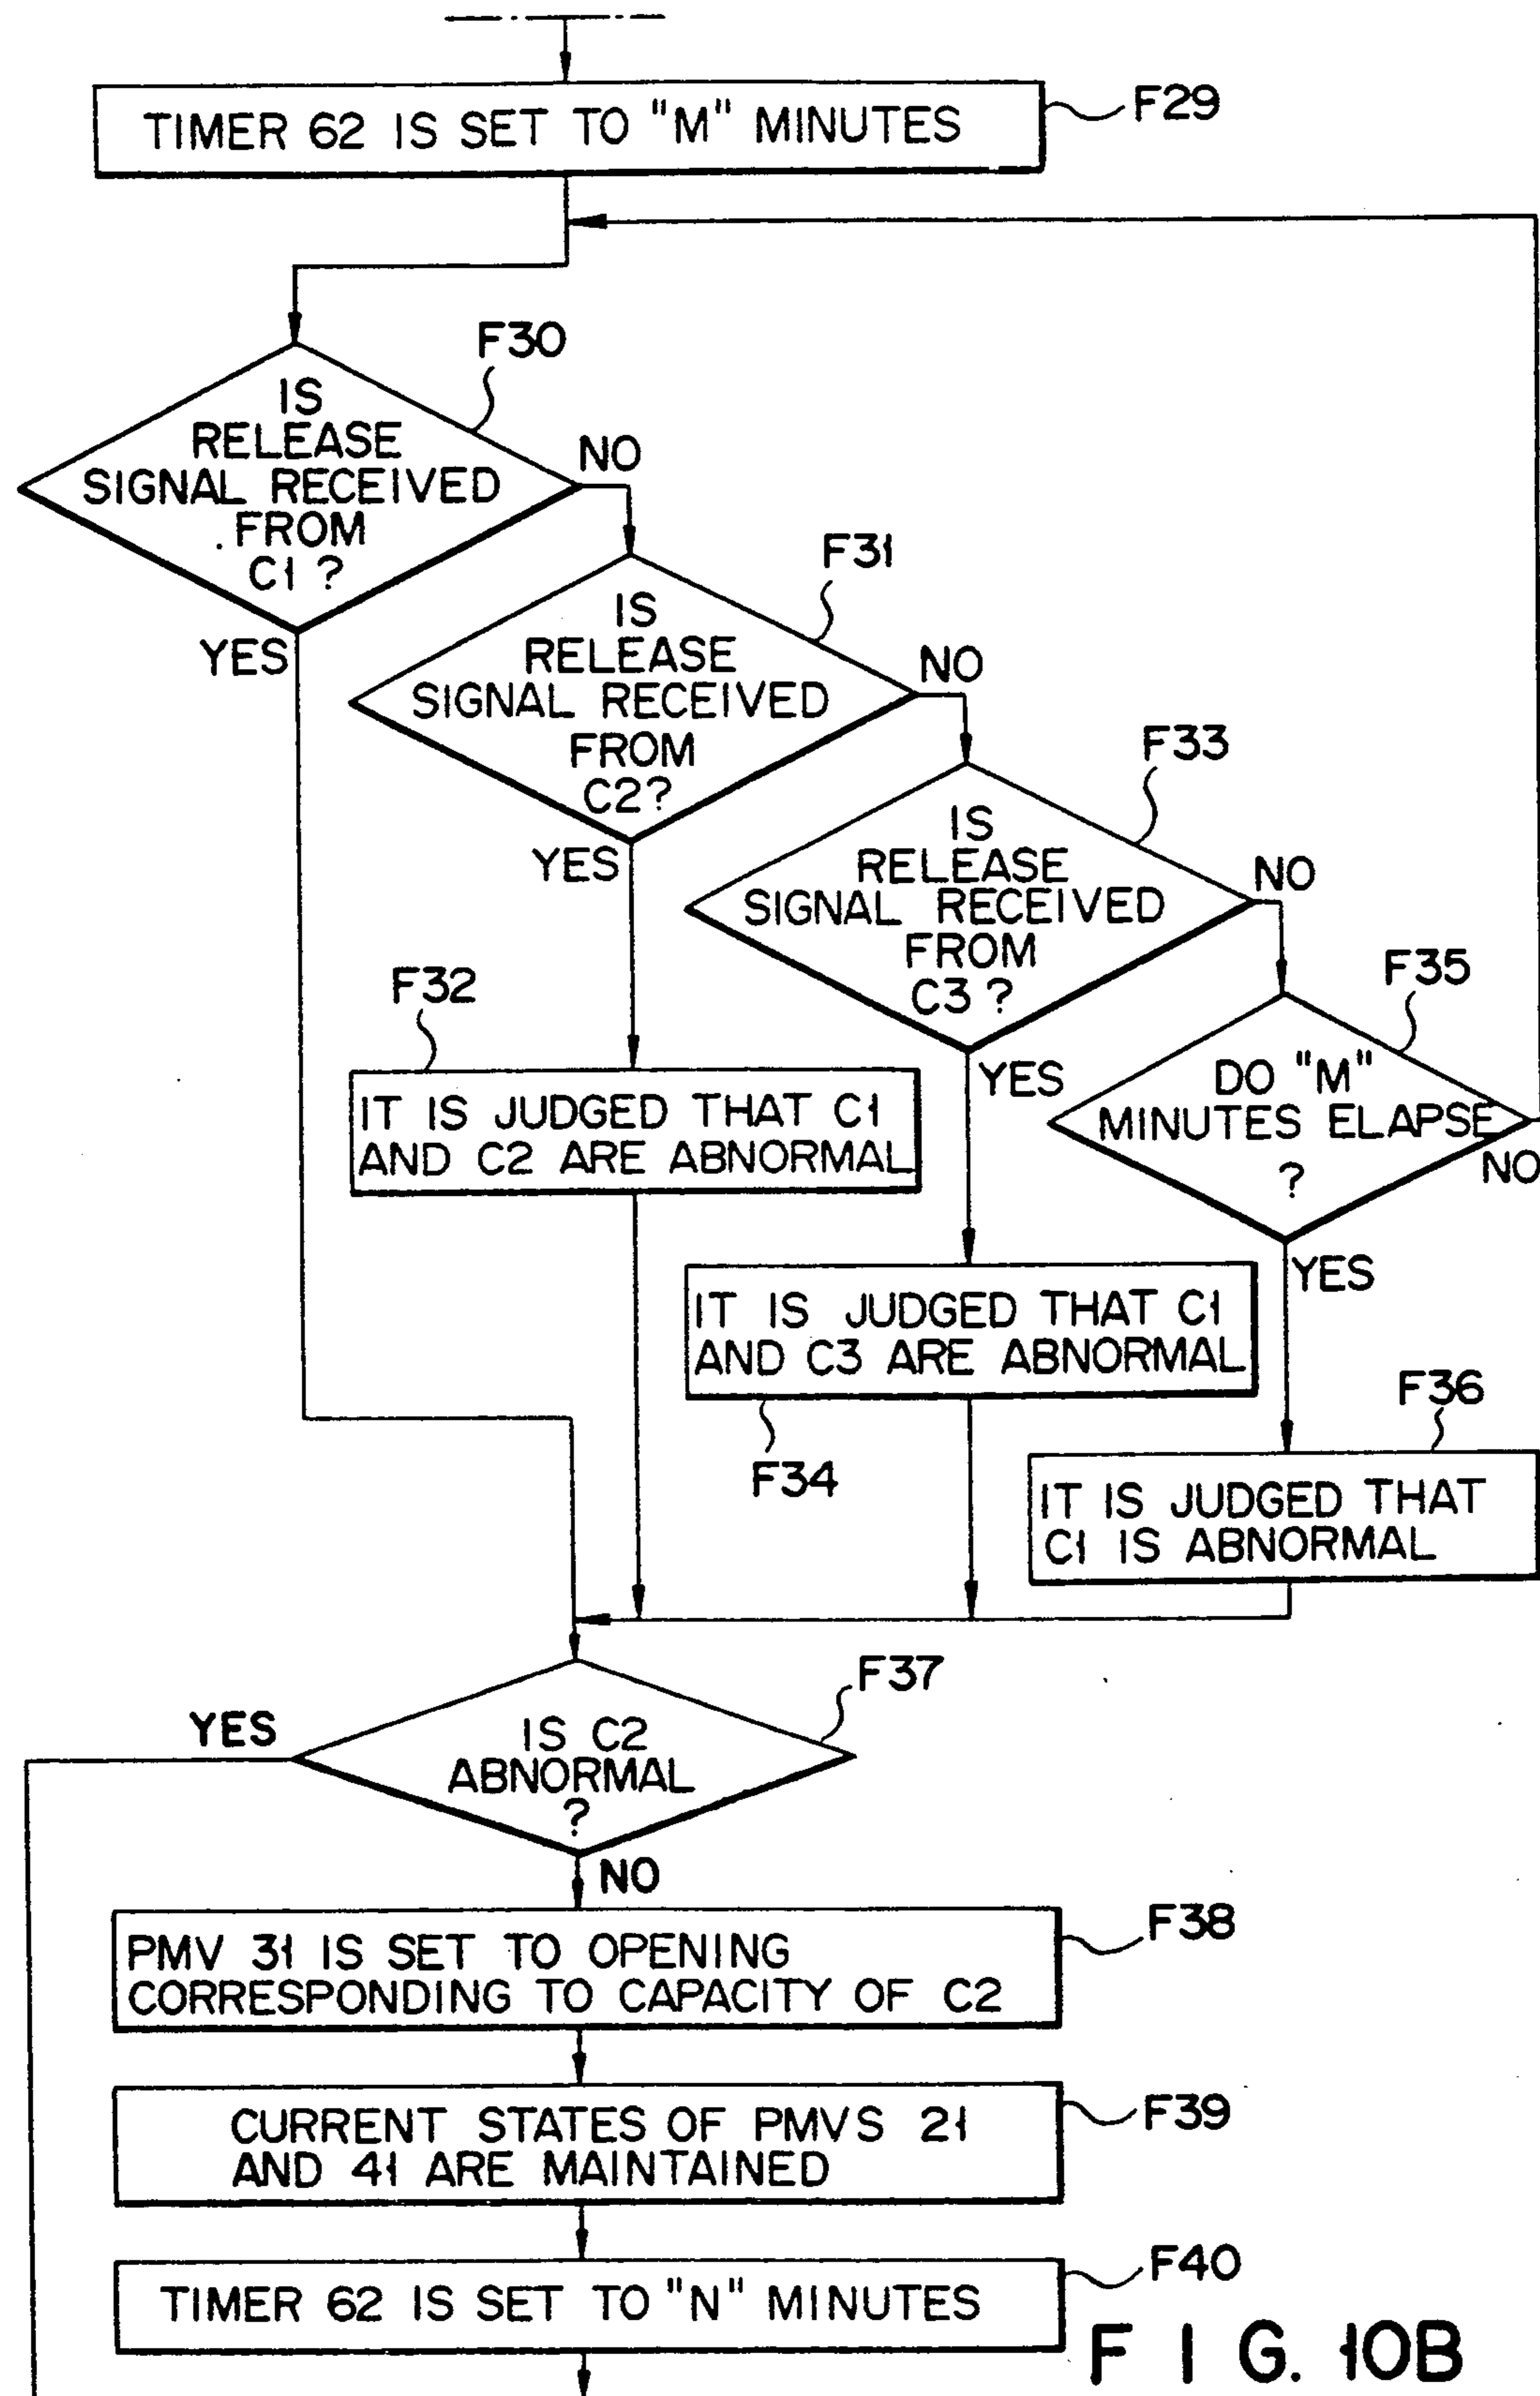 TIMER 62 IS SET TO "M" MINUTES
F29
F30
IS
RELEASE
SIGNAL RECEIVED
FROM
C1 ?
NO
YES
F31
IS
RELEASE
SIGNAL RECEIVED
FROM
C2?
NO
YES
F33
IS
RELEASE
SIGNAL RECEIVED
FROM
C3 ?
NO
YES
F32
IT IS JUDGED THAT C1
AND C2 ARE ABNORMAL
F35
DO "M"
MINUTES ELAPSE
?
NO
YES
IT IS JUDGED THAT C1
AND C3 ARE ABNORMAL
F34
F36
IT IS JUDGED THAT
C1 IS ABNORMAL
F37
YES
IS C2
ABNORMAL
?
NO
PMV 31 IS SET TO OPENING
CORRESPONDING TO CAPACITY OF C2
F38
CURRENT STATES OF PMVS 21
AND 41 ARE MAINTAINED
F39
TIMER 62 IS SET TO "N" MINUTES
F40
F I G. 10B